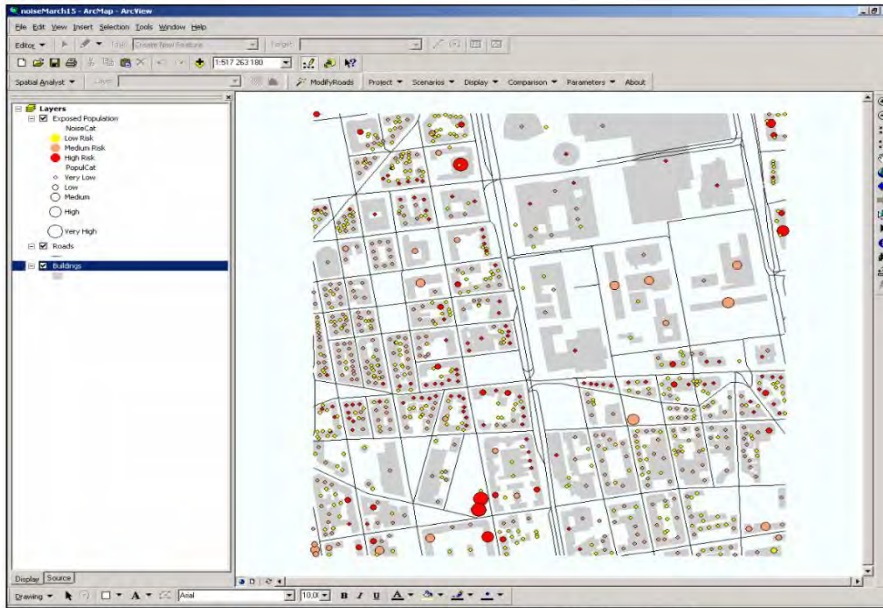 noiseMarch15 - ArcMap - ArcView
File Edit View Insert Selection Tools Window Help
Editor Task: Create New Feature Target:
1:517 263 180
Spatial Analyst Layer: ModifyRoads Project Scenarios Display Comparison Parameters About
Layers
Exposed Population
NoiseCat
Low Risk
Medium Risk
High Risk
PopulCat
Very Low
Low
Medium
High
Very High
Roads
Buildings
Display Source
Drawing A Arial 10 B I U A